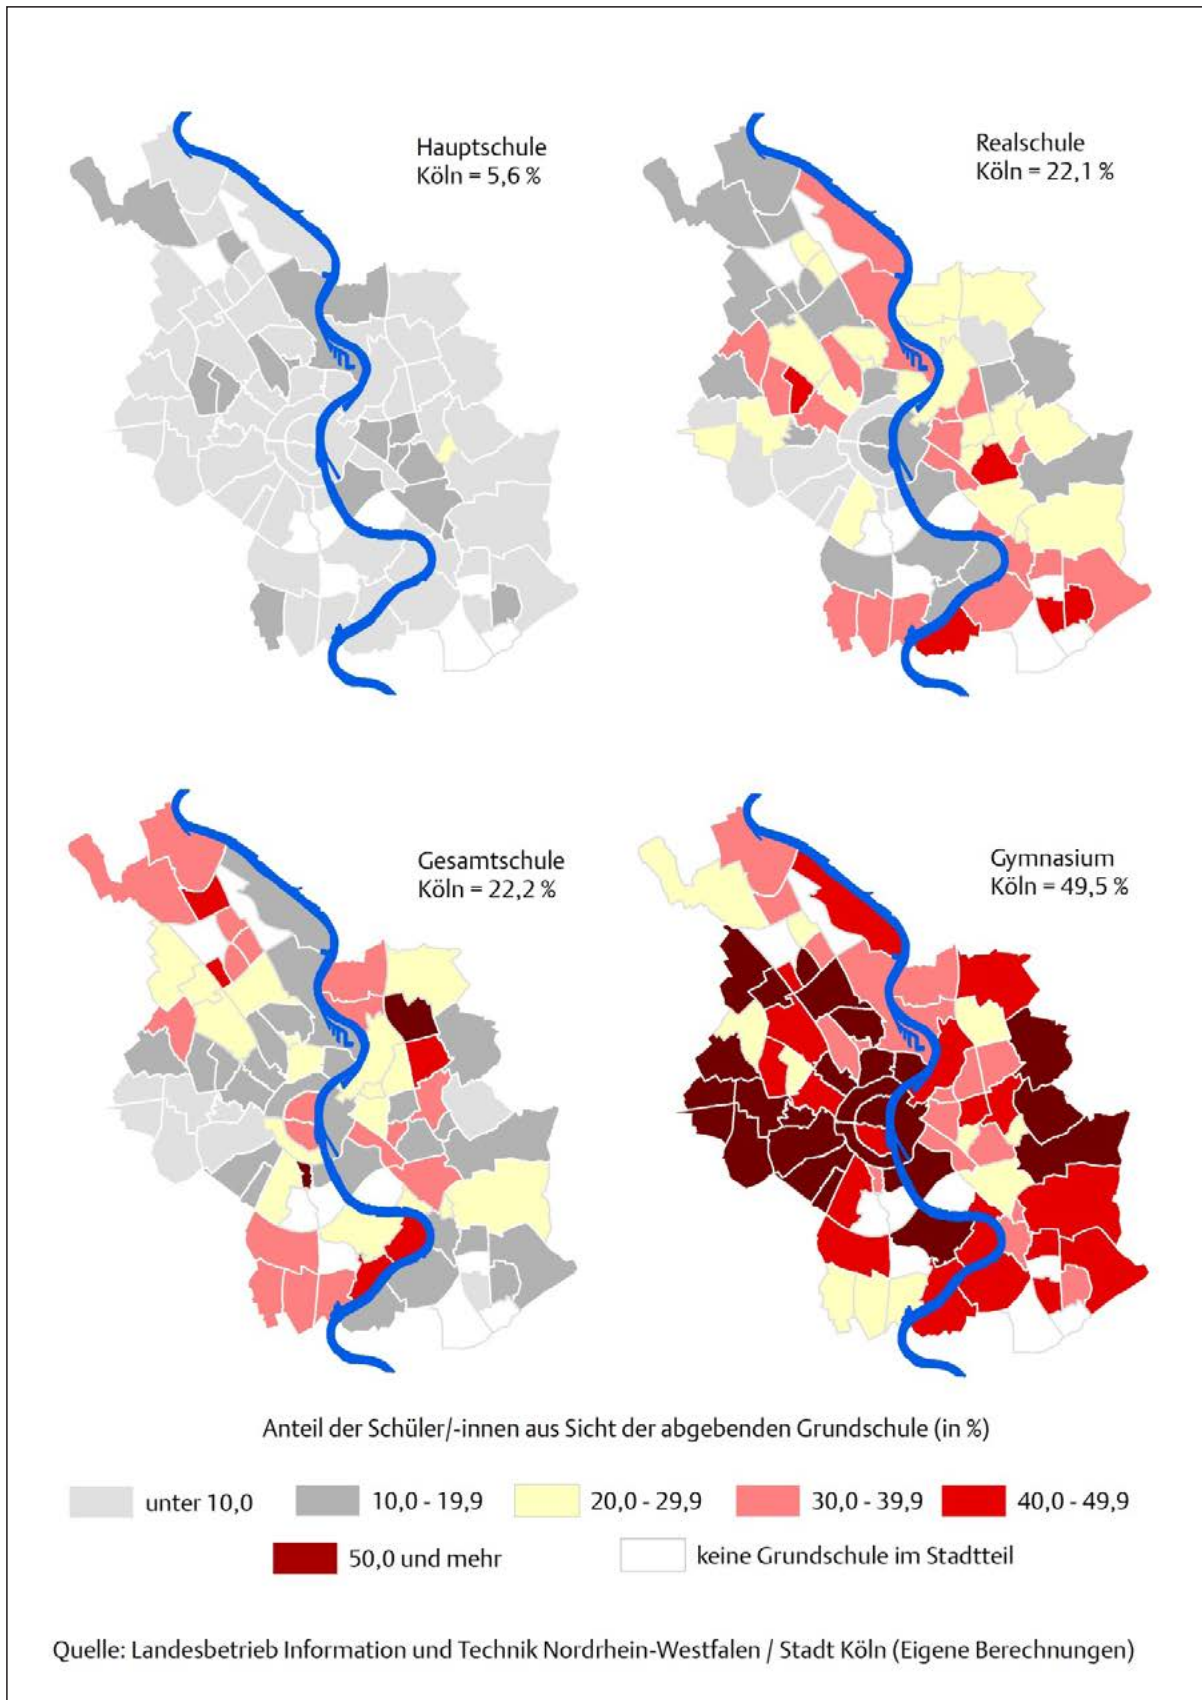 Hauptschule
Köln = 5,6 %
Realschule
Köln = 22,1 %
Gesamtschule
Köln = 22,2 %
Gymnasium
Köln = 49,5 %
Anteil der Schüler/-innen aus Sicht der abgebenden Grundschule (in %)
unter 10,0
10,0 - 19,9
20,0 - 29,9
30,0 - 39,9
40,0 - 49,9
50,0 und mehr
keine Grundschule im Stadtteil
Quelle: Landesbetrieb Information und Technik Nordrhein-Westfalen / Stadt Köln (Eigene Berechnungen)